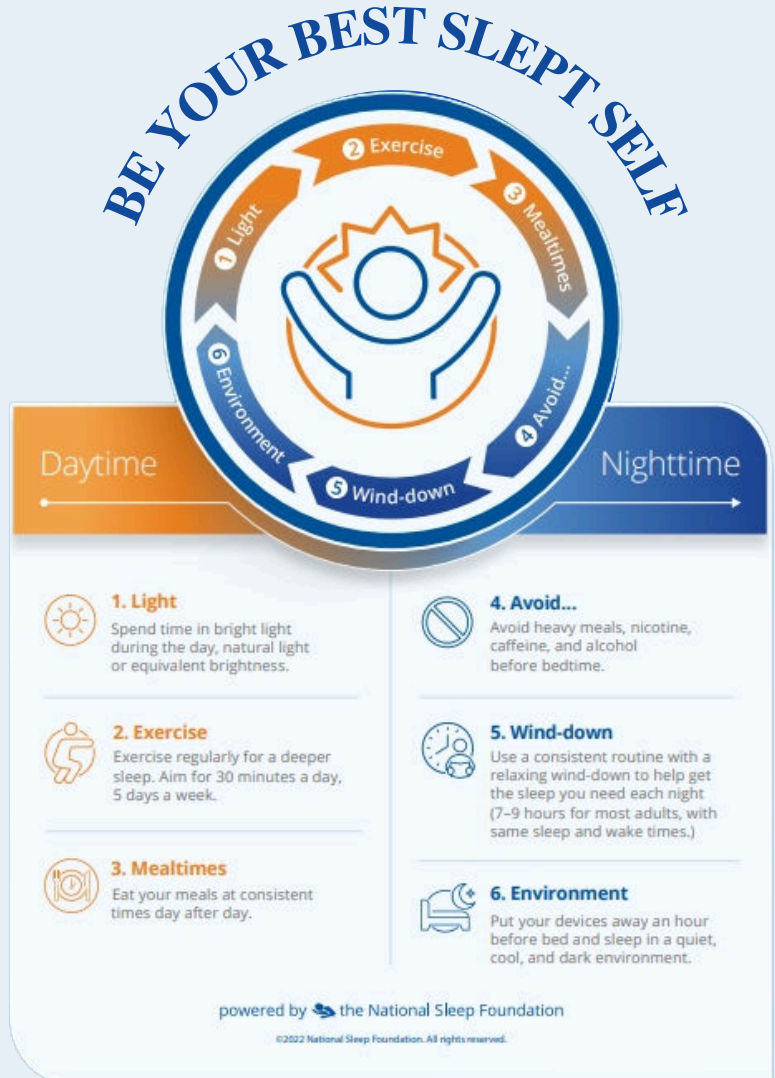 BE YOUR BEST SLEPT SELF
1 Light
2 Exercise
3 Mealtimes
4 Avoid...
5 Wind-down
6 Environment
Daytime
Nighttime
1. Light
Spend time in bright light
during the day, natural light
or equivalent brightness.
2. Exercise
Exercise regularly for a deeper
sleep. Aim for 30 minutes a day,
5 days a week.
3. Mealtimes
Eat your meals at consistent
times day after day.
4. Avoid...
Avoid heavy meals, nicotine,
caffeine, and alcohol
before bedtime.
5. Wind-down
Use a consistent routine with a
relaxing wind-down to help get
the sleep you need each night
(7–9 hours for most adults, with
same sleep and wake times.)
6. Environment
Put your devices away an hour
before bed and sleep in a quiet,
cool, and dark environment.
powered by the National Sleep Foundation
©2022 National Sleep Foundation. All rights reserved.